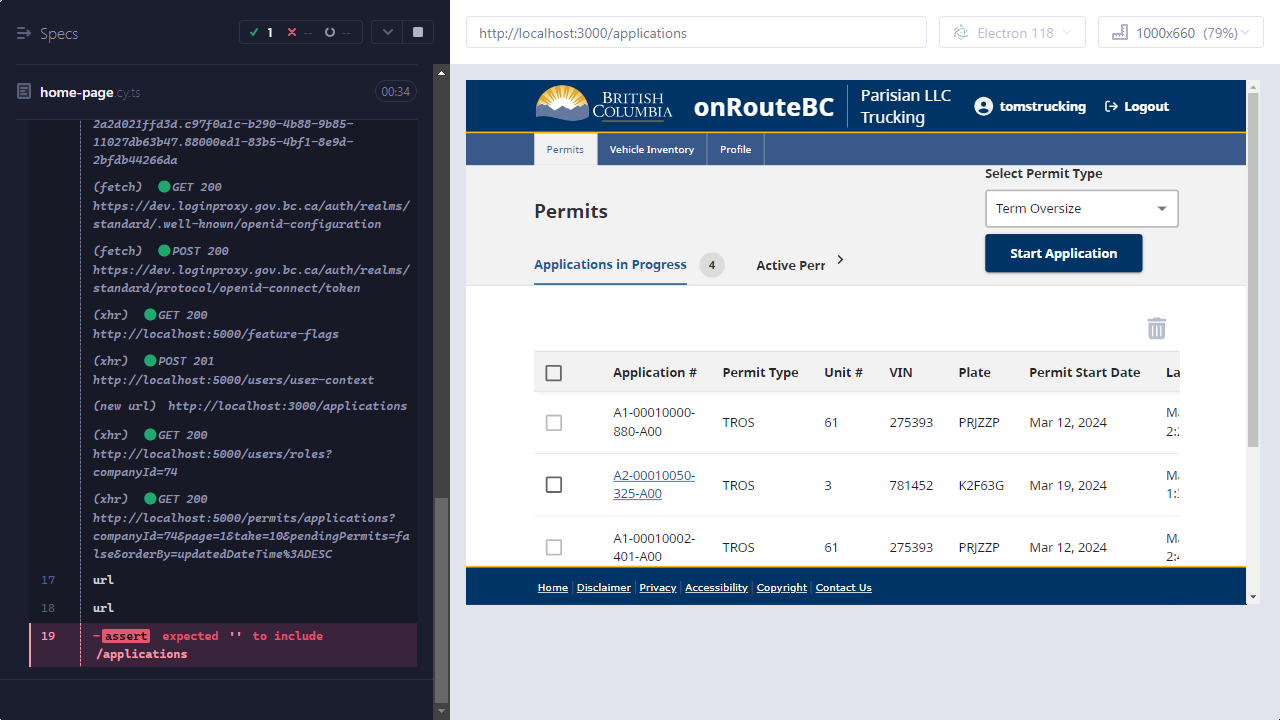 Specs
1
--
--
home-page.cy.ts
00:34
2a2d021ffd3d.c97f0a1c-b290-4b88-9b85-
11027db63b47.88000ed1-83b5-4bf1-8e9d-
2bfdb44266da
(fetch) GET 200
https://dev.loginproxy.gov.bc.ca/auth/realms/
standard/.well-known/openid-configuration
(fetch) POST 200
https://dev.loginproxy.gov.bc.ca/auth/realms/
standard/protocol/openid-connect/token
(xhr) GET 200
http://localhost:5000/feature-flags
(xhr) POST 201
http://localhost:5000/users/user-context
(new url) http://localhost:3000/applications
(xhr) GET 200
http://localhost:5000/users/roles?
companyId=74
(xhr) GET 200
http://localhost:5000/permits/applications?
companyId=74&page=1&take=10&pendingPermits=fa
lse&orderBy=updatedDateTime%3ADESC
17 url
18 url
19 -assert expected '' to include
/applications
http://localhost:3000/applications
Electron 118
1000x660 (79%)
BRITISH
COLUMBIA
onRouteBC
Parisian LLC
Trucking
tomstrucking
Logout
Permits
Vehicle Inventory
Profile
Permits
Select Permit Type
Term Oversize
Start Application
Applications in Progress 4
Active Perr
Application # Permit Type Unit # VIN Plate Permit Start Date La
A1-00010000-
880-A00 TROS 61 275393 PRJZZP Mar 12, 2024
A2-00010050-
325-A00 TROS 3 781452 K2F63G Mar 19, 2024
A1-00010002-
401-A00 TROS 61 275393 PRJZZP Mar 12, 2024
Home Disclaimer Privacy Accessibility Copyright Contact Us